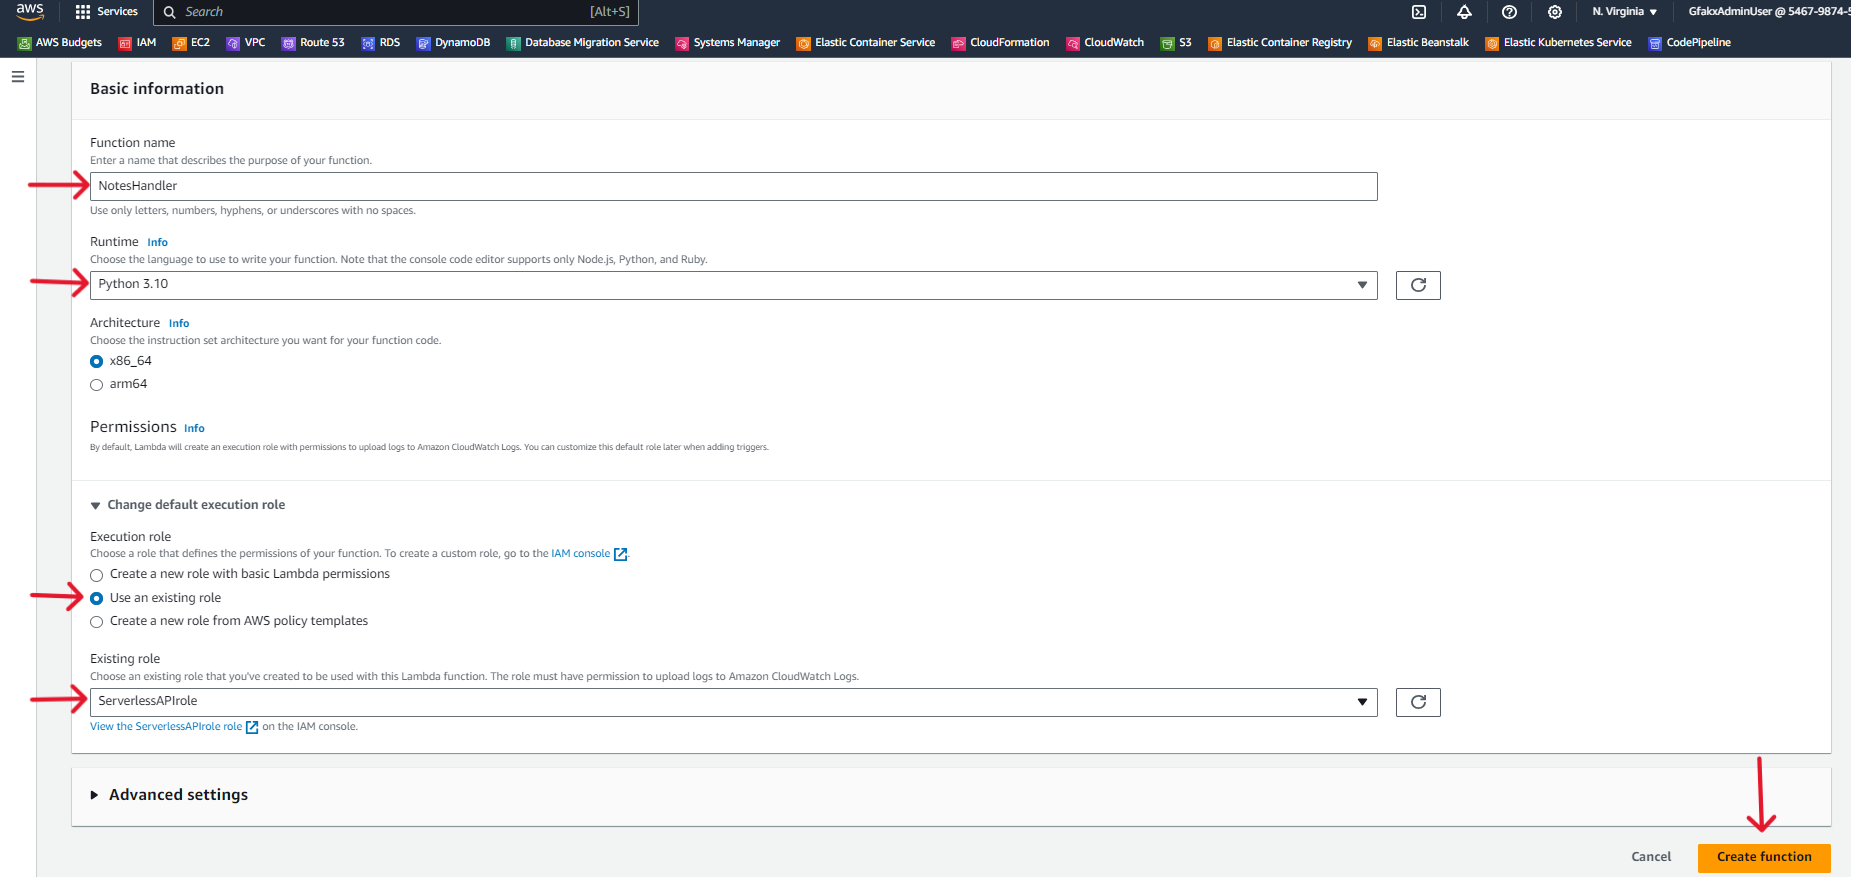 aws Services Search [Alt+S] N. Virginia GfakxAdminUser @ 5467-9874-5
AWS Budgets IAM EC2 VPC Route 53 RDS DynamoDB Database Migration Service Systems Manager Elastic Container Service CloudFormation CloudWatch S3 Elastic Container Registry Elastic Beanstalk Elastic Kubernetes Service CodePipeline
Basic information
Function name
Enter a name that describes the purpose of your function.
NotesHandler
Use only letters, numbers, hyphens, or underscores with no spaces.
Runtime Info
Choose the language to use to write your function. Note that the console code editor supports only Node.js, Python, and Ruby.
Python 3.10
Architecture Info
Choose the instruction set architecture you want for your function code.
x86_64
arm64
Permissions Info
By default, Lambda will create an execution role with permissions to upload logs to Amazon CloudWatch Logs. You can customize this default role later when adding triggers.
Change default execution role
Execution role
Choose a role that defines the permissions of your function. To create a custom role, go to the IAM console.
Create a new role with basic Lambda permissions
Use an existing role
Create a new role from AWS policy templates
Existing role
Choose an existing role that you've created to be used with this Lambda function. The role must have permission to upload logs to Amazon CloudWatch Logs.
ServerlessAPIrole
View the ServerlessAPIrole role on the IAM console.
Advanced settings
Cancel Create function